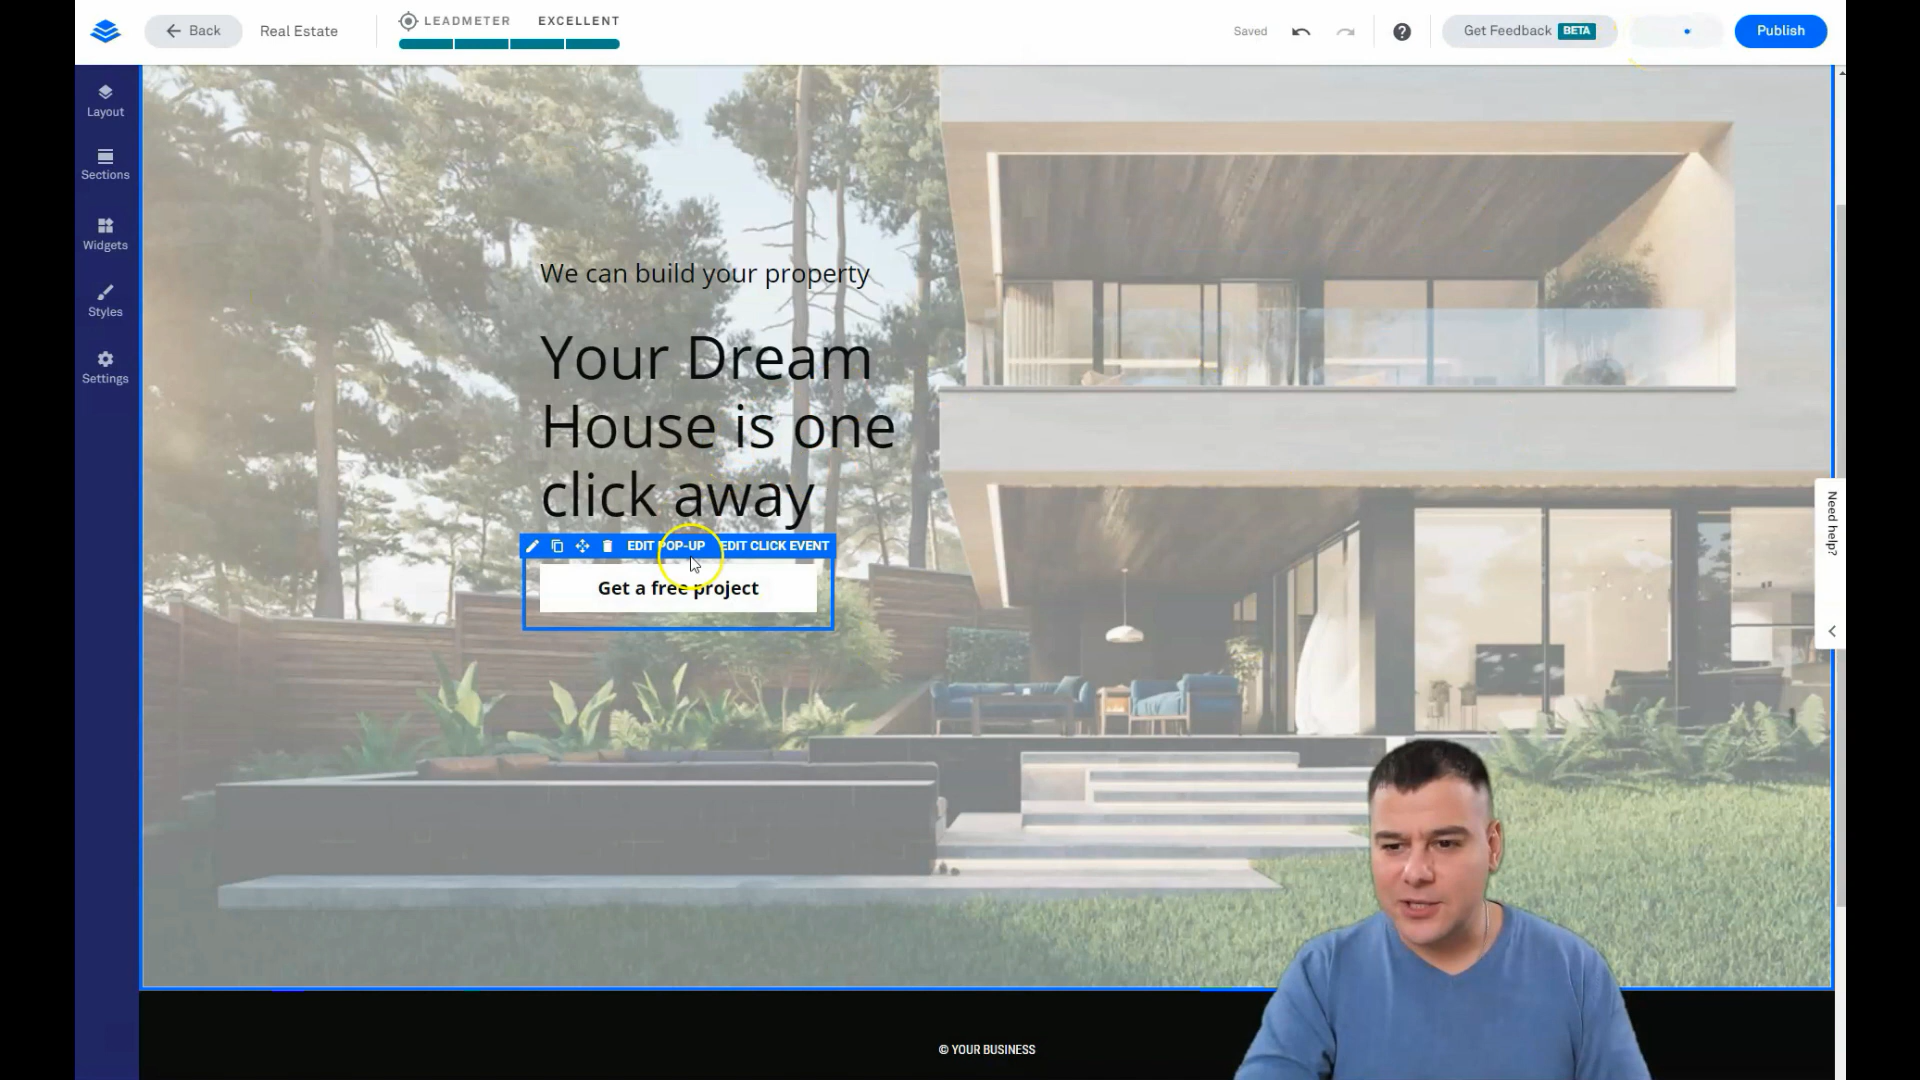 Back
Real Estate
LEADMETER EXCELLENT
Saved
Get Feedback BETA
Publish
Layout
Sections
Widgets
Styles
Settings
We can build your property
Your Dream
House is one
click away
EDIT POP-UP EDIT CLICK EVENT
Get a free project
Need help?
© YOUR BUSINESS